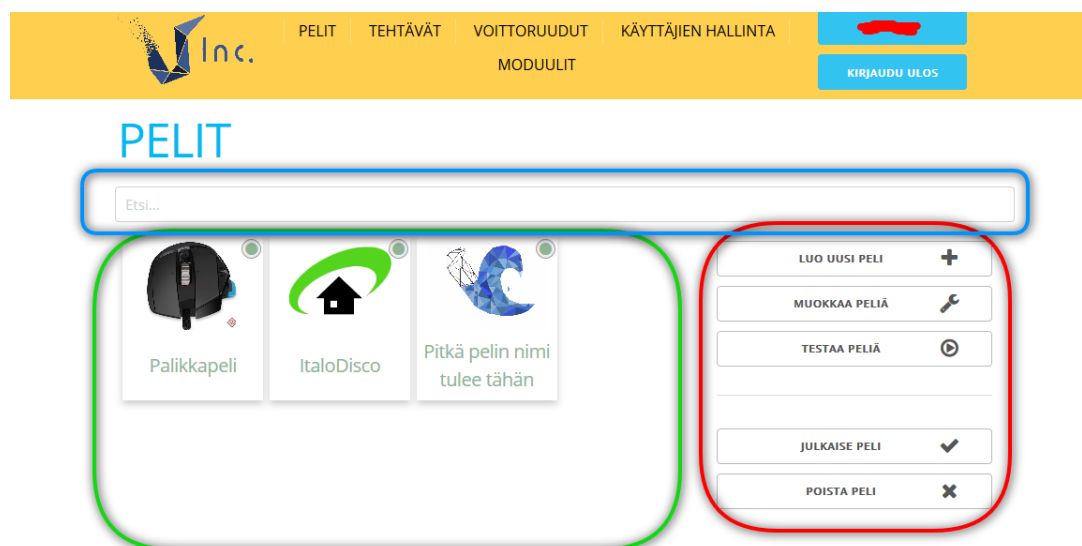 Inc.
PELIT TEHTÄVÄT VOITTORUUDUT KÄYTTÄJIEN HALLINTA
MODUULIT
KIRJAUDU ULOS
PELIT
Etsi...
Palikkapeli
ItaloDisco
Pitkä pelin nimi
tulee tähän
LUO UUSI PELI
MUOKKAA PELIÄ
TESTAA PELIÄ
JULKAISE PELI
POISTA PELI